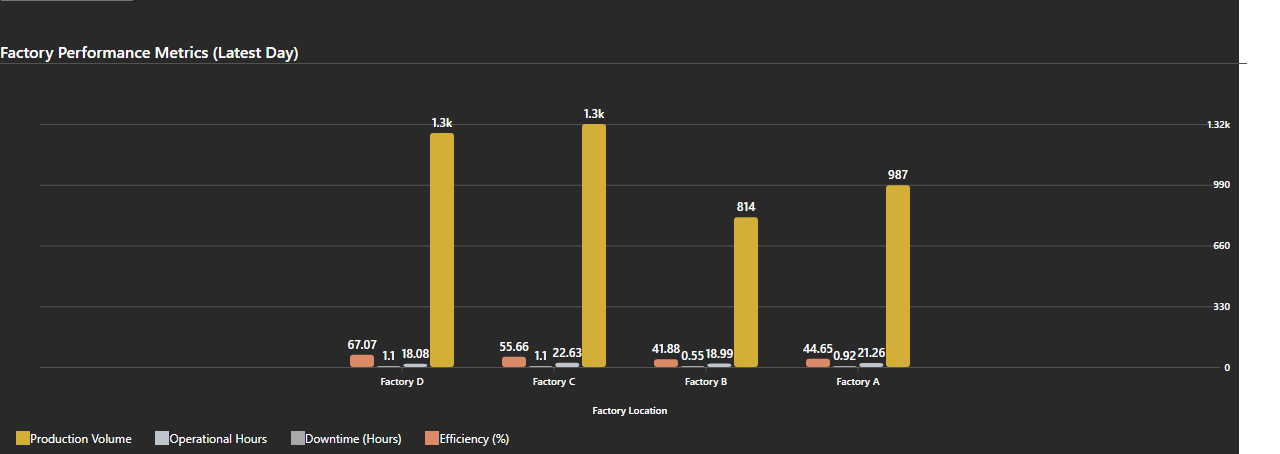 Factory Performance Metrics (Latest Day)
1.3k 1.3k 1.32k
987 990
814
660
330
67.07 1.1 18.08 55.66 1.1 22.63 41.88 0.55 18.99 44.65 0.92 21.26
0
Factory D Factory C Factory B Factory A
Factory Location
Production Volume Operational Hours Downtime (Hours) Efficiency (%)